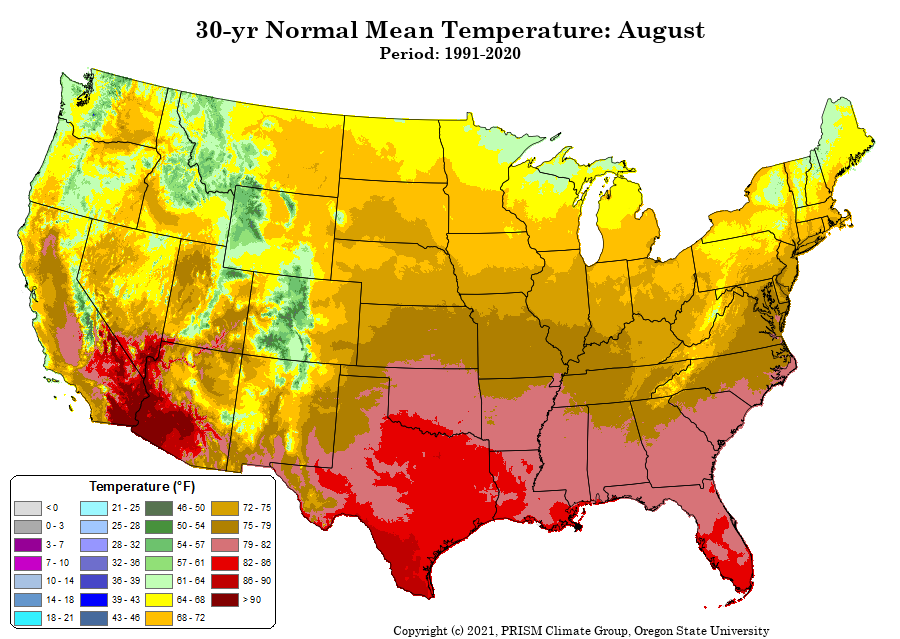 30-yr Normal Mean Temperature: August
Period: 1991-2020
Temperature (°F)
< 0
0 - 3
3 - 7
7 - 10
10 - 14
14 - 18
18 - 21
21 - 25
25 - 28
28 - 32
32 - 36
36 - 39
39 - 43
43 - 46
46 - 50
50 - 54
54 - 57
57 - 61
61 - 64
64 - 68
68 - 72
72 - 75
75 - 79
79 - 82
82 - 86
86 - 90
> 90
Copyright (c) 2021, PRISM Climate Group, Oregon State University